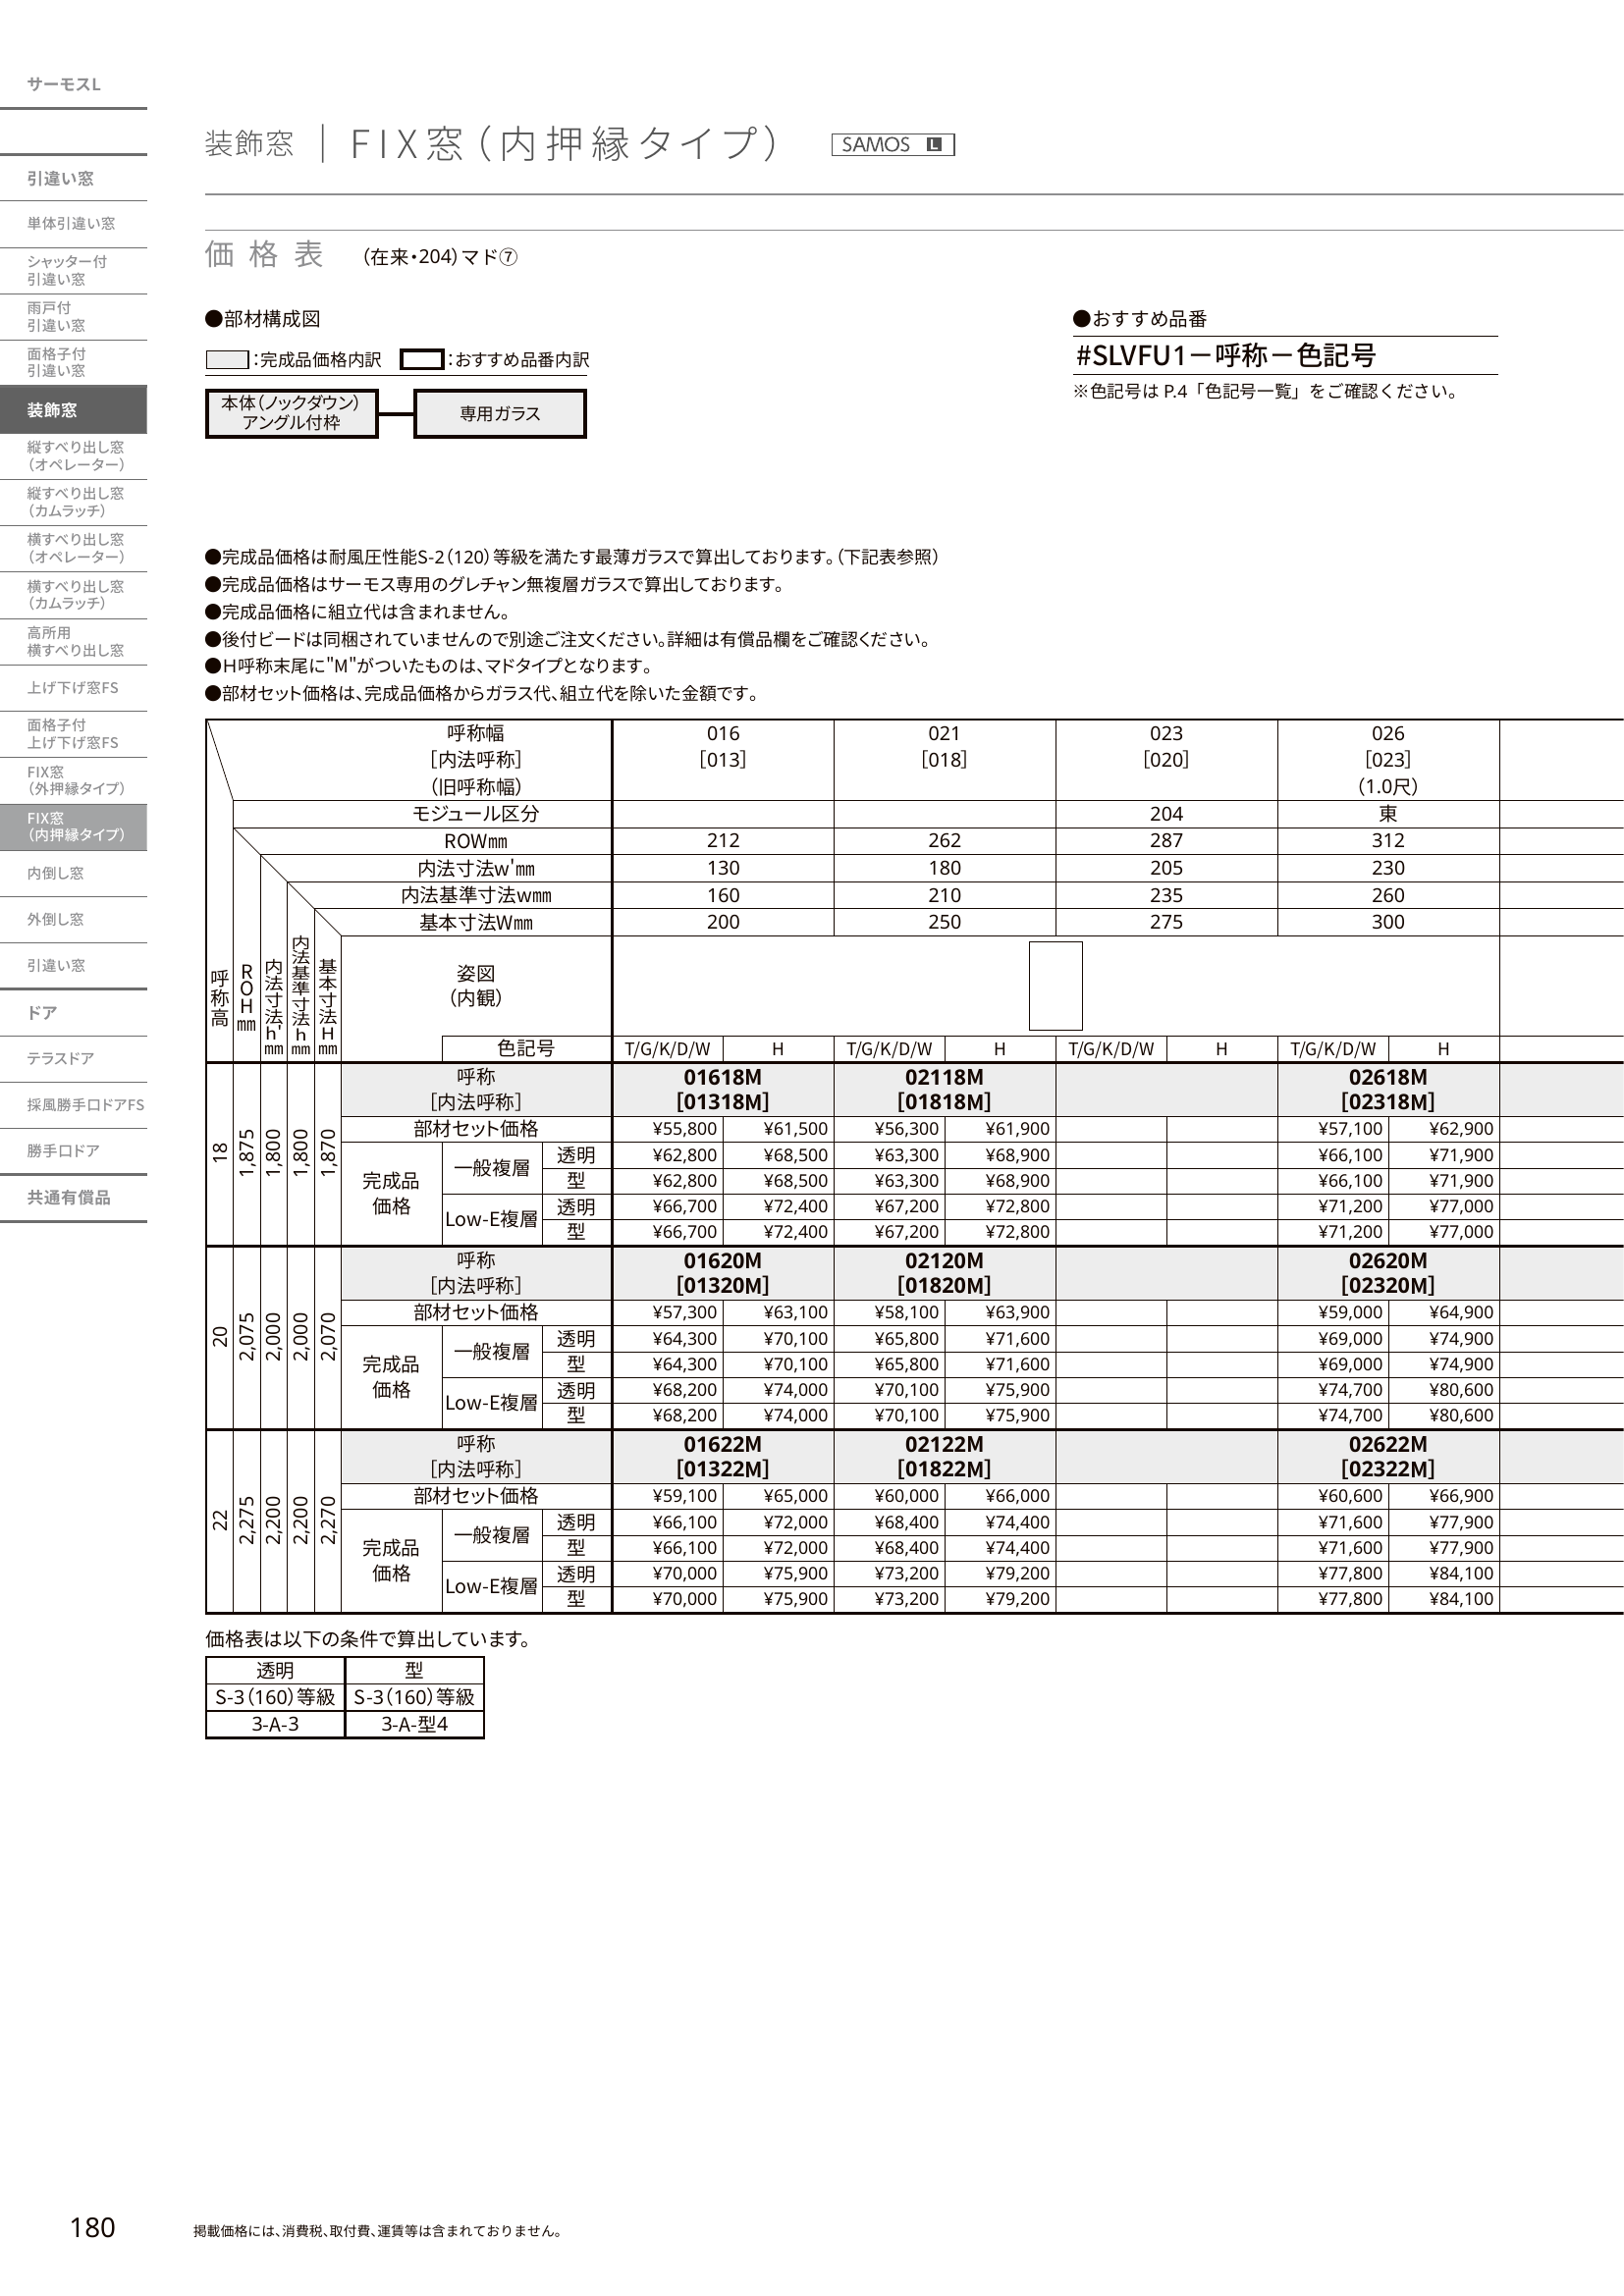 サーモスL
引違い窓
単体引違い窓
シャッター付
引違い窓
雨戸付
引違い窓
面格子付
引違い窓
装飾窓
縦すべり出し窓
（オペレーター）
縦すべり出し窓
（カムラッチ）
横すべり出し窓
（オペレーター）
横すべり出し窓
（カムラッチ）
高所用
横すべり出し窓
上げ下げ窓FS
面格子付
上げ下げ窓FS
FIX窓
（外押縁タイプ）
FIX窓
（内押縁タイプ）
内倒し窓
外倒し窓
引違い窓
ドア
テラスドア
採風勝手口ドアFS
勝手口ドア
共通有償品
装飾窓 FIX窓（内押縁タイプ） SAMOS L
価格表 （在来・204）マド⑦
●部材構成図
：完成品価格内訳 ：おすすめ品番内訳
本体（ノックダウン）
アングル付枠
専用ガラス
●おすすめ品番
#SLVFU1－呼称－色記号
※色記号は P.4「色記号一覧」をご確認ください。
●完成品価格は耐風圧性能S-2（120）等級を満たす最薄ガラスで算出しております。（下記表参照）
●完成品価格はサーモス専用のグレチャン無複層ガラスで算出しております。
●完成品価格に組立代は含まれません。
●後付ビードは同梱されていませんので別途ご注文ください。詳細は有償品欄をご確認ください。
●H呼称末尾に"M"がついたものは、マドタイプとなります。
●部材セット価格は、完成品価格からガラス代、組立代を除いた金額です。
呼称幅 016 021 023 026
［内法呼称］ ［013］ ［018］ ［020］ ［023］
（旧呼称幅） （1.0尺）
モジュール区分 204 東
ROW㎜ 212 262 287 312
内法寸法w'㎜ 130 180 205 230
内法基準寸法wmm 160 210 235 260
基本寸法W㎜ 200 250 275 300
呼称高 ROH㎜ 内法寸法h'㎜ 内法基準寸法h㎜ 基本寸法H㎜
姿図
（内観）
色記号 T/G/K/D/W H T/G/K/D/W H T/G/K/D/W H T/G/K/D/W H
18 1,875 1,800 1,800 1,870
呼称 01618M 02118M 02618M
［内法呼称］ ［01318M］ ［01818M］ ［02318M］
部材セット価格 ¥55,800 ¥61,500 ¥56,300 ¥61,900 ¥57,100 ¥62,900
完成品価格 一般複層 透明 ¥62,800 ¥68,500 ¥63,300 ¥68,900 ¥66,100 ¥71,900
型 ¥62,800 ¥68,500 ¥63,300 ¥68,900 ¥66,100 ¥71,900
Low-E複層 透明 ¥66,700 ¥72,400 ¥67,200 ¥72,800 ¥71,200 ¥77,000
型 ¥66,700 ¥72,400 ¥67,200 ¥72,800 ¥71,200 ¥77,000
20 2,075 2,000 2,000 2,070
呼称 01620M 02120M 02620M
［内法呼称］ ［01320M］ ［01820M］ ［02320M］
部材セット価格 ¥57,300 ¥63,100 ¥58,100 ¥63,900 ¥59,000 ¥64,900
完成品価格 一般複層 透明 ¥64,300 ¥70,100 ¥65,800 ¥71,600 ¥69,000 ¥74,900
型 ¥64,300 ¥70,100 ¥65,800 ¥71,600 ¥69,000 ¥74,900
Low-E複層 透明 ¥68,200 ¥74,000 ¥70,100 ¥75,900 ¥74,700 ¥80,600
型 ¥68,200 ¥74,000 ¥70,100 ¥75,900 ¥74,700 ¥80,600
22 2,275 2,200 2,200 2,270
呼称 01622M 02122M 02622M
［内法呼称］ ［01322M］ ［01822M］ ［02322M］
部材セット価格 ¥59,100 ¥65,000 ¥60,000 ¥66,000 ¥60,600 ¥66,900
完成品価格 一般複層 透明 ¥66,100 ¥72,000 ¥68,400 ¥74,400 ¥71,600 ¥77,900
型 ¥66,100 ¥72,000 ¥68,400 ¥74,400 ¥71,600 ¥77,900
Low-E複層 透明 ¥70,000 ¥75,900 ¥73,200 ¥79,200 ¥77,800 ¥84,100
型 ¥70,000 ¥75,900 ¥73,200 ¥79,200 ¥77,800 ¥84,100
価格表は以下の条件で算出しています。
透明 型
S-3（160）等級 S-3（160）等級
3-A-3 3-A-型4
180 掲載価格には、消費税、取付費、運賃等は含まれておりません。